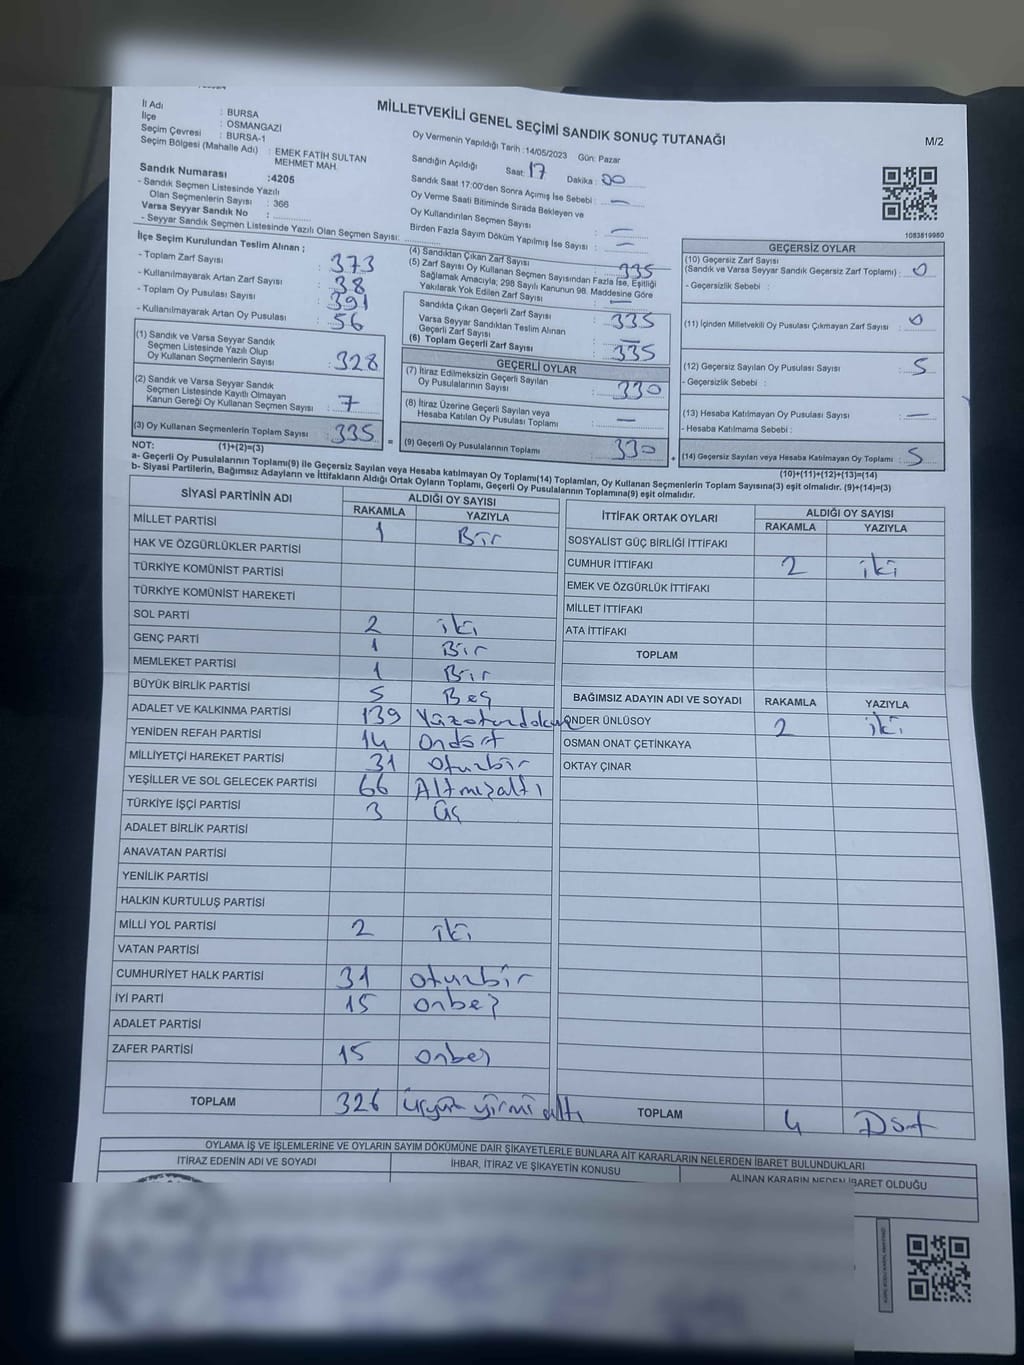 MİLLETVEKİLİ GENEL SEÇİMİ SANDIK SONUÇ TUTANAĞI
M/2
İl Adı : BURSA
İlçe : OSMANGAZİ
Seçim Çevresi : BURSA-1
Seçim Bölgesi (Mahalle Adı) : EMEK FATİH SULTAN MEHMET MAH.
Sandık Numarası :4205
- Sandık Seçmen Listesinde Yazılı
Olan Seçmenlerin Sayısı : 366
Varsa Seyyar Sandık No : ..............
- Seyyar Sandık Seçmen Listesinde Yazılı Olan Seçmen Sayısı: ..............
Oy Vermenin Yapıldığı Tarih :14/05/2023 Gün: Pazar
Sandığın Açıldığı Saat: 17 Dakika : 00
Sandık Saat 17:00'den Sonra Açımış İse Sebebi : —
Oy Verme Saati Bitiminde Sırada Bekleyen ve
Oy Kullandırılan Seçmen Sayısı : —
Birden Fazla Sayım Döküm Yapılmış İse Sayısı : —
1083819980
İlçe Seçim Kurulundan Teslim Alınan ;
- Toplam Zarf Sayısı : 373
- Kullanılmayarak Artan Zarf Sayısı : 38
- Toplam Oy Pusulası Sayısı : 391
- Kullanılmayarak Artan Oy Pusulası : 56
(1) Sandık ve Varsa Seyyar Sandık
Seçmen Listesinde Yazılı Olup
Oy Kullanan Seçmenlerin Sayısı : 328
(2) Sandık ve Varsa Seyyar Sandık
Seçmen Listesinde Kayıtlı Olmayan
Kanun Gereği Oy Kullanan Seçmen Sayısı : 7
(3) Oy Kullanan Seçmenlerin Toplam Sayısı : 335
(4) Sandıktan Çıkan Zarf Sayısı : 335
(5) Zarf Sayısı Oy Kullanan Seçmen Sayısından Fazla İse, Eşitliği
Sağlamak Amacıyla; 298 Sayılı Kanunun 98. Maddesine Göre
Yakılarak Yok Edilen Zarf Sayısı : —
Sandıkta Çıkan Geçerli Zarf Sayısı : 335
Varsa Seyyar Sandıktan Teslim Alınan
Geçerli Zarf Sayısı : —
(6) Toplam Geçerli Zarf Sayısı : 335
GEÇERLİ OYLAR
(7) İtiraz Edilmeksizin Geçerli Sayılan
Oy Pusulalarının Sayısı : 330
(8) İtiraz Üzerine Geçerli Sayılan veya
Hesaba Katılan Oy Pusulası Toplamı : —
= (9) Geçerli Oy Pusulalarının Toplamı : 330
GEÇERSİZ OYLAR
(10) Geçersiz Zarf Sayısı
(Sandık ve Varsa Seyyar Sandık Geçersiz Zarf Toplamı) : 0
- Geçersizlik Sebebi :
(11) İçinden Milletvekili Oy Pusulası Çıkmayan Zarf Sayısı : 0
(12) Geçersiz Sayılan Oy Pusulası Sayısı : 5
- Geçersizlik Sebebi :
(13) Hesaba Katılmayan Oy Pusulası Sayısı : —
- Hesaba Katılmama Sebebi :
+ (14) Geçersiz Sayılan veya Hesaba Katılmayan Oy Toplamı : 5
NOT: (1)+(2)=(3)
(10)+(11)+(12)+(13)=(14)
a- Geçerli Oy Pusulalarının Toplamı(9) ile Geçersiz Sayılan veya Hesaba katılmayan Oy Toplamı(14) Toplamları, Oy Kullanan Seçmenlerin Toplam Sayısına(3) eşit olmalıdır. (9)+(14)=(3)
b- Siyasi Partilerin, Bağımsız Adayların ve İttifakların Aldığı Ortak Oyların Toplamı, Geçerli Oy Pusulalarının Toplamına(9) eşit olmalıdır.
SİYASİ PARTİNİN ADI ALDIĞI OY SAYISI
RAKAMLA YAZIYLA
MİLLET PARTİSİ 1 Bir
HAK VE ÖZGÜRLÜKLER PARTİSİ
TÜRKİYE KOMÜNİST PARTİSİ
TÜRKİYE KOMÜNİST HAREKETİ
SOL PARTİ 2 iki
GENÇ PARTİ 1 Bir
MEMLEKET PARTİSİ 1 Bir
BÜYÜK BİRLİK PARTİSİ 5 Beş
ADALET VE KALKINMA PARTİSİ 139
YENİDEN REFAH PARTİSİ 14 Ondört
MİLLİYETÇİ HAREKET PARTİSİ 31 Otuzbir
YEŞİLLER VE SOL GELECEK PARTİSİ 66 Altmışaltı
TÜRKİYE İŞÇİ PARTİSİ 3 Üç
ADALET BİRLİK PARTİSİ
ANAVATAN PARTİSİ
YENİLİK PARTİSİ
HALKIN KURTULUŞ PARTİSİ
MİLLİ YOL PARTİSİ 2 iki
VATAN PARTİSİ
CUMHURİYET HALK PARTİSİ 31 otuzbir
İYİ PARTİ 15 onbeş
ADALET PARTİSİ
ZAFER PARTİSİ 15 onbeş
TOPLAM 326 üçyüz yirmi altı
İTTİFAK ORTAK OYLARI ALDIĞI OY SAYISI
RAKAMLA YAZIYLA
SOSYALİST GÜÇ BİRLİĞİ İTTİFAKI
CUMHUR İTTİFAKI 2 iki
EMEK VE ÖZGÜRLÜK İTTİFAKI
MİLLET İTTİFAKI
ATA İTTİFAKI
TOPLAM
BAĞIMSIZ ADAYIN ADI VE SOYADI RAKAMLA YAZIYLA
ÖNDER ÜNLÜSOY 2 iki
OSMAN ONAT ÇETİNKAYA
OKTAY ÇINAR
TOPLAM 4 Dört
OYLAMA İŞ VE İŞLEMLERİNE VE OYLARIN SAYIM DÖKÜMÜNE DAİR ŞİKAYETLERLE BUNLARA AİT KARARLARIN NELERDEN İBARET BULUNDUKLARI
İTİRAZ EDENİN ADI VE SOYADI İHBAR, İTİRAZ VE ŞİKAYETİN KONUSU ALINAN KARARIN NEDEN İBARET OLDUĞU